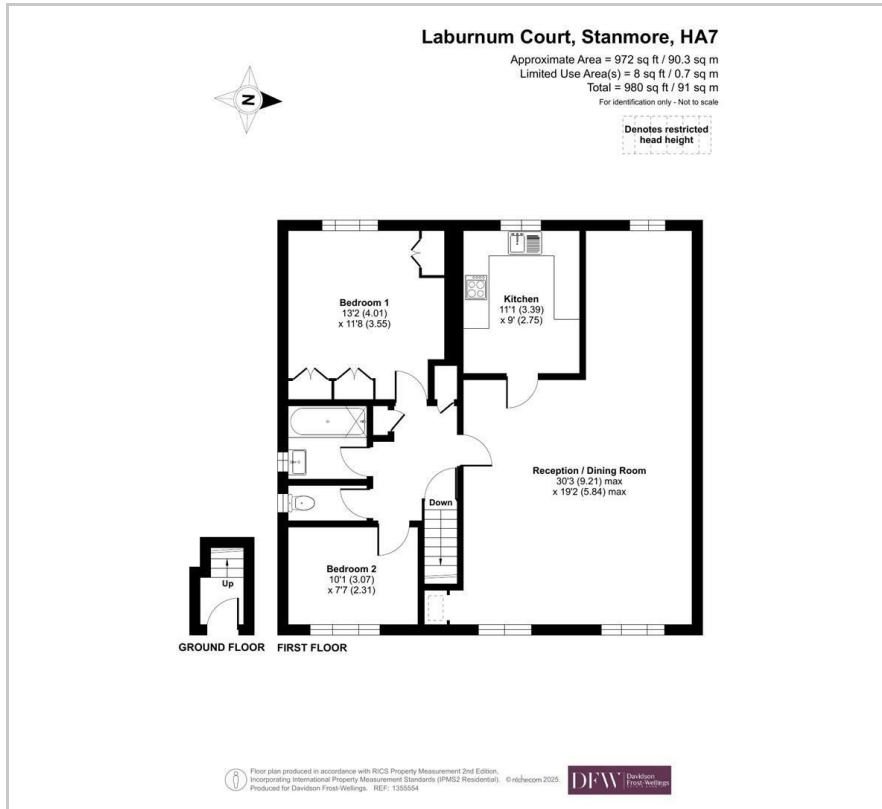 Laburnum Court, Stanmore, HA7
Approximate Area = 972 sq ft / 90.3 sq m
Limited Use Area(s) = 8 sq ft / 0.7 sq m
Total = 980 sq ft / 91 sq m
For identification only - Not to scale
Denotes restricted
head height
N
Bedroom 1
13'2 (4.01)
x 11'8 (3.55)
Kitchen
11'1 (3.39)
x 9' (2.75)
Reception / Dining Room
30'3 (9.21) max
x 19'2 (5.84) max
Down
Bedroom 2
10'1 (3.07)
x 7'7 (2.31)
Up
GROUND FLOOR
FIRST FLOOR
Floor plan produced in accordance with RICS Property Measurement 2nd Edition,
Incorporating International Property Measurement Standards (IPMS2 Residential). ©nichecom 2025.
Produced for Davidson Frost-Wellings. REF: 1355554
DFW
Davidson
Frost-Wellings